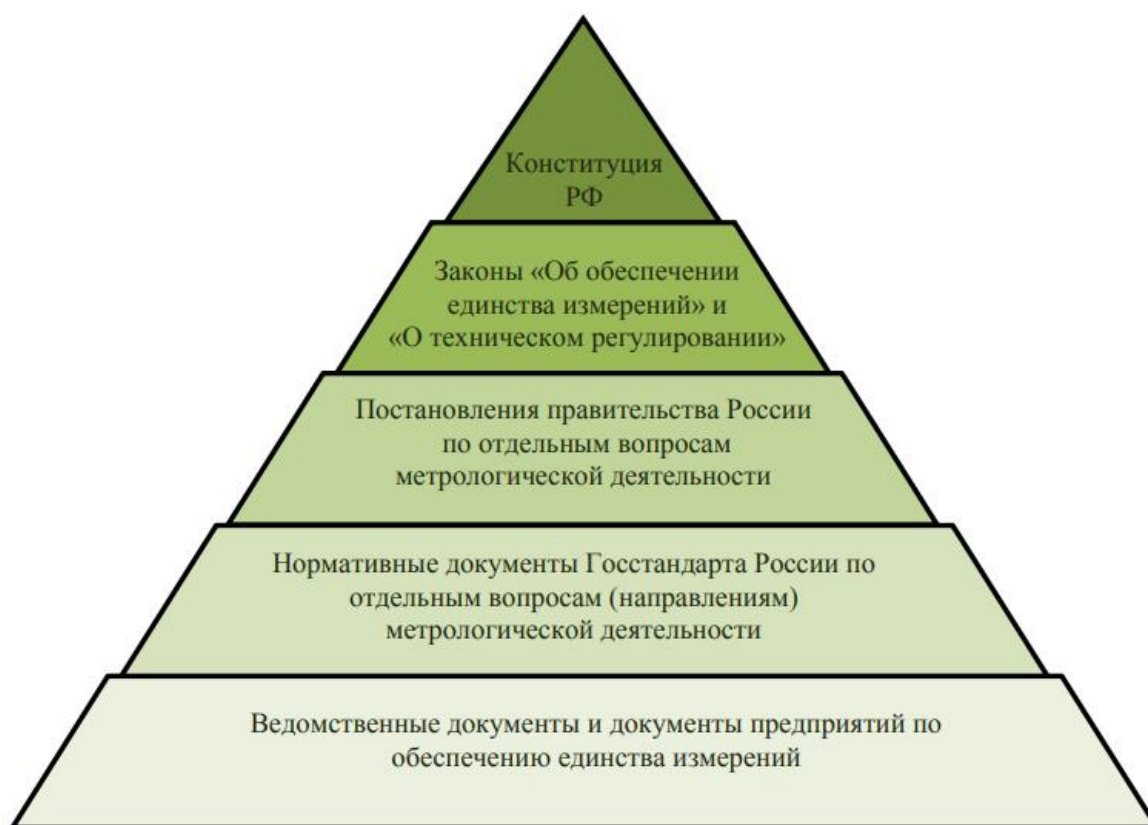 Конституция
РФ
Законы «Об обеспечении
единства измерений» и
«О техническом регулировании»
Постановления правительства России
по отдельным вопросам
метрологической деятельности
Нормативные документы Госстандарта России по
отдельным вопросам (направлениям)
метрологической деятельности
Ведомственные документы и документы предприятий по
обеспечению единства измерений